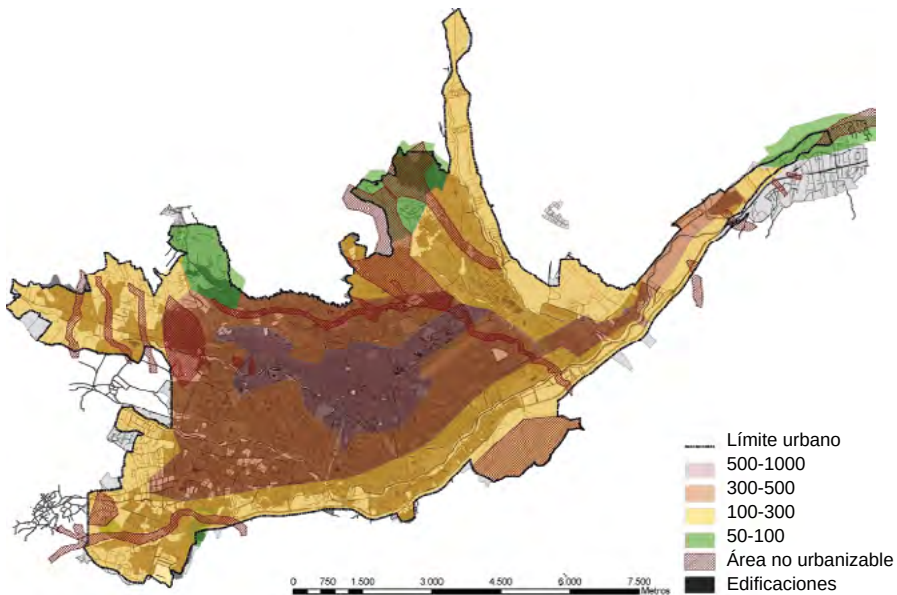 Límite urbano
500-1000
300-500
100-300
50-100
Área no urbanizable
Edificaciones
0 750 1.500 3.000 4.500 6.000 7.500
Metros